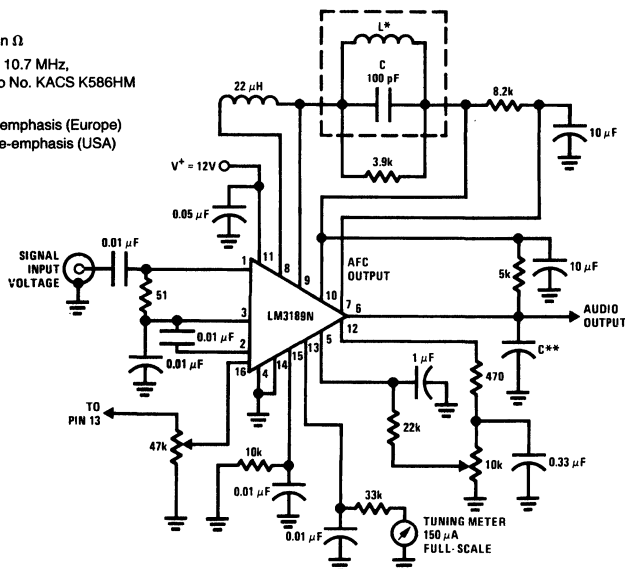 n Ω
10.7 MHz,
o No. KACS K586HM
emphasis (Europe)
e-emphasis (USA)
L*
C
100 pF
22 µH
8.2k
10 µF
3.9k
V+ = 12V
0.05 µF
0.01 µF
SIGNAL
INPUT
VOLTAGE
51
1
11
8
9
AFC
OUTPUT
10
7
6
5k
10 µF
3
LM3189N
12
AUDIO
OUTPUT
0.01 µF
2
0.01 µF
16
4
14
15
13
5
C**
1 µF
470
TO
PIN 13
47k
22k
10k
0.33 µF
10k
0.01 µF
33k
0.01 µF
TUNING METER
150 µA
FULL-SCALE